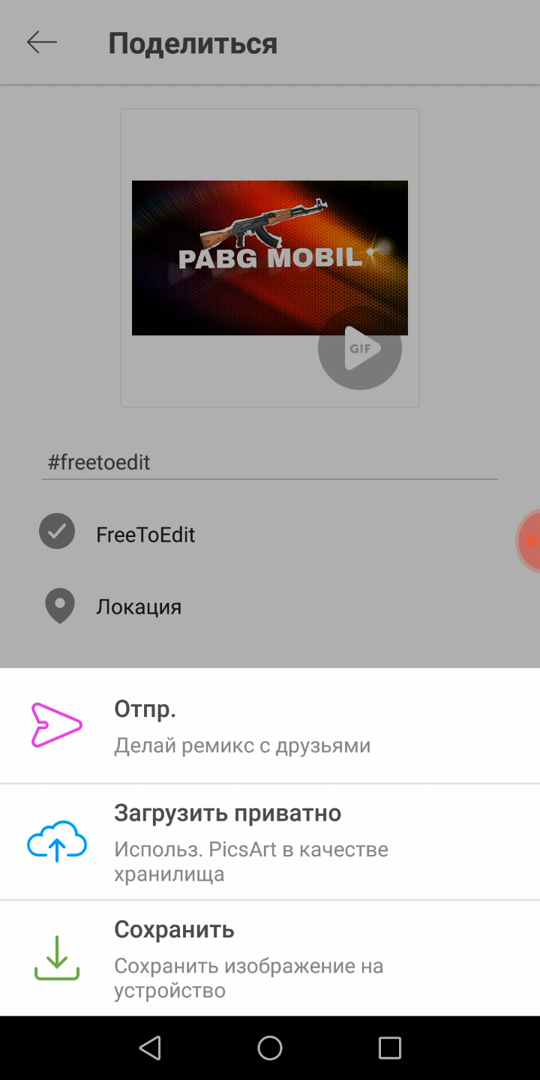 Поделиться
PABG MOBIL
GIF
#freetoedit
FreeToEdit
Локация
Отпр.
Делай ремикс с друзьями
Загрузить приватно
Использ. PicsArt в качестве
хранилища
Сохранить
Сохранить изображение на
устройство